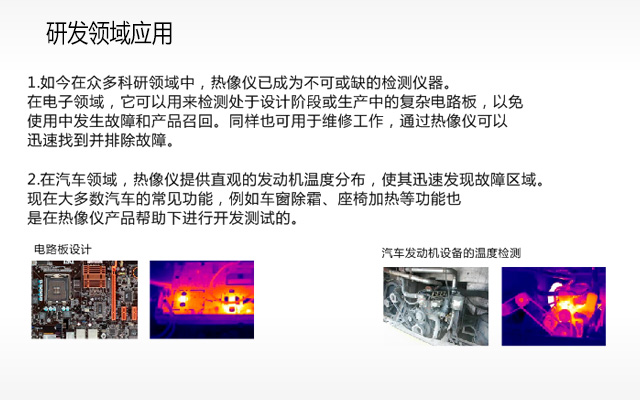 研发领域应用
1.如今在众多科研领域中，热像仪已成为不可或缺的检测仪器。
在电子领域，它可以用来检测处于设计阶段或生产中的复杂电路板，以免
使用中发生故障和产品召回。同样也可用于维修工作，通过热像仪可以
迅速找到并排除故障。
2.在汽车领域，热像仪提供直观的发动机温度分布，使其迅速发现故障区域。
现在大多数汽车的常见功能，例如车窗除霜、座椅加热等功能也
是在热像仪产品帮助下进行开发测试的。
电路板设计
汽车发动机设备的温度检测